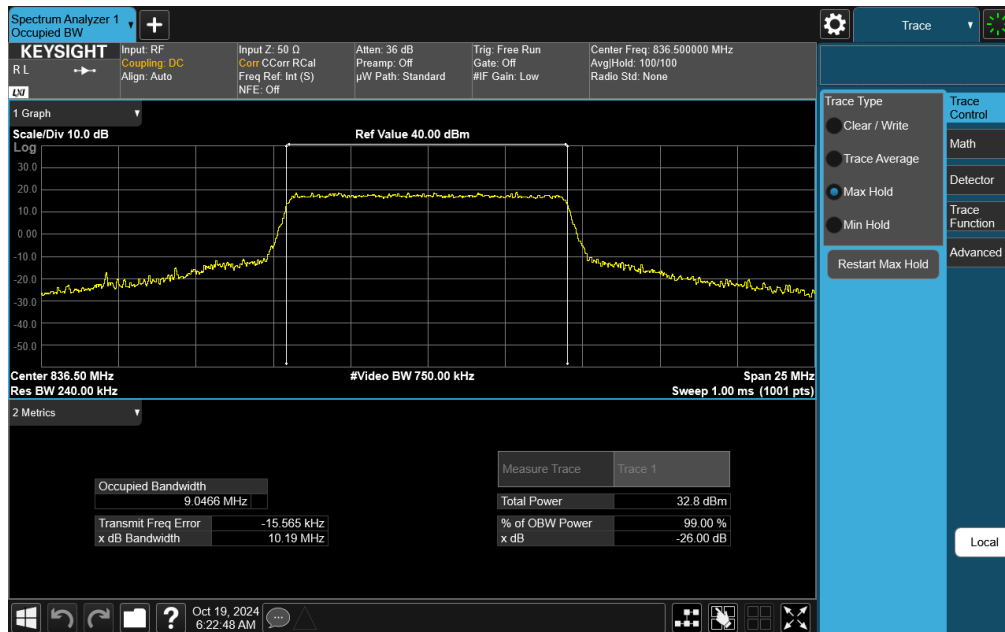 Spectrum Analyzer 1
Occupied BW
Trace
KEYSIGHT
R L
LXI
Input: RF
Coupling: DC
Align: Auto
Input Z: 50 Ω
Corr CCorr RCal
Freq Ref: Int (S)
NFE: Off
Atten: 36 dB
Preamp: Off
µW Path: Standard
Trig: Free Run
Gate: Off
#IF Gain: Low
Center Freq: 836.500000 MHz
Avg|Hold: 100/100
Radio Std: None
1 Graph
Scale/Div 10.0 dB
Ref Value 40.00 dBm
Log
30.0
20.0
10.0
0.00
-10.0
-20.0
-30.0
-40.0
-50.0
Center 836.50 MHz
#Video BW 750.00 kHz
Span 25 MHz
Res BW 240.00 kHz
Sweep 1.00 ms (1001 pts)
2 Metrics
Measure Trace Trace 1
Occupied Bandwidth
9.0466 MHz
Total Power 32.8 dBm
Transmit Freq Error -15.565 kHz
% of OBW Power 99.00 %
x dB Bandwidth 10.19 MHz
x dB -26.00 dB
Trace Type
Clear / Write
Trace Average
Max Hold
Min Hold
Restart Max Hold
Trace
Control
Math
Detector
Trace
Function
Advanced
Local
?
Oct 19, 2024
6:22:48 AM